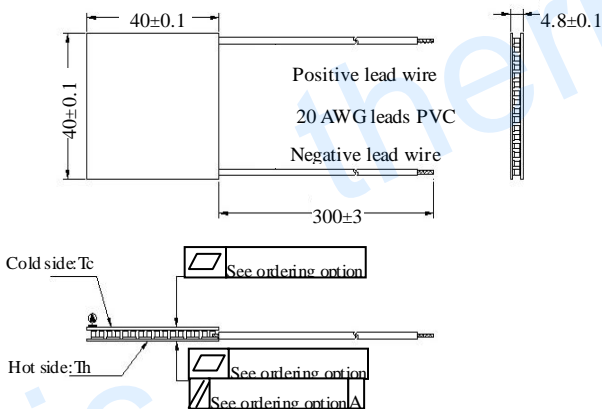 40±0.1
4.8±0.1
40±0.1
Positive lead wire
20 AWG leads PVC
Negative lead wire
300±3
See ordering option
Cold side:Tc
A
Hot side:Th
See ordering option
See ordering option A